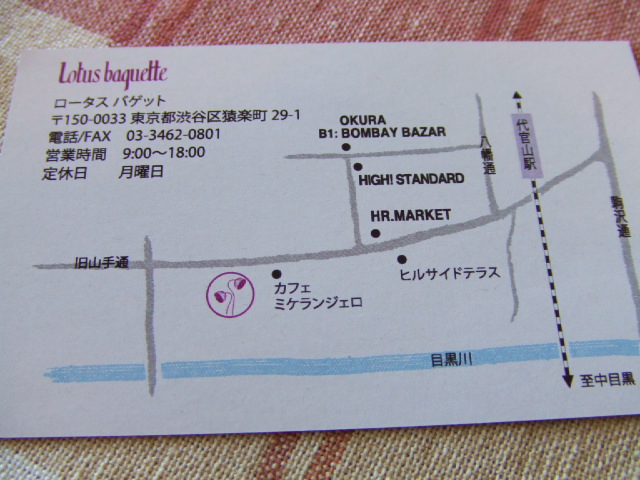 Lotus baquette
ロータス バゲット
〒150-0033 東京都渋谷区猿楽町 29-1
電話/FAX 03-3462-0801
営業時間 9:00～18:00
定休日 月曜日
OKURA
B1: BOMBAY BAZAR
八幡通
代官山駅
HIGH! STANDARD
HR.MARKET
駒沢通
旧山手通
ヒルサイドテラス
カフェ
ミケランジェロ
目黒川
至中目黒